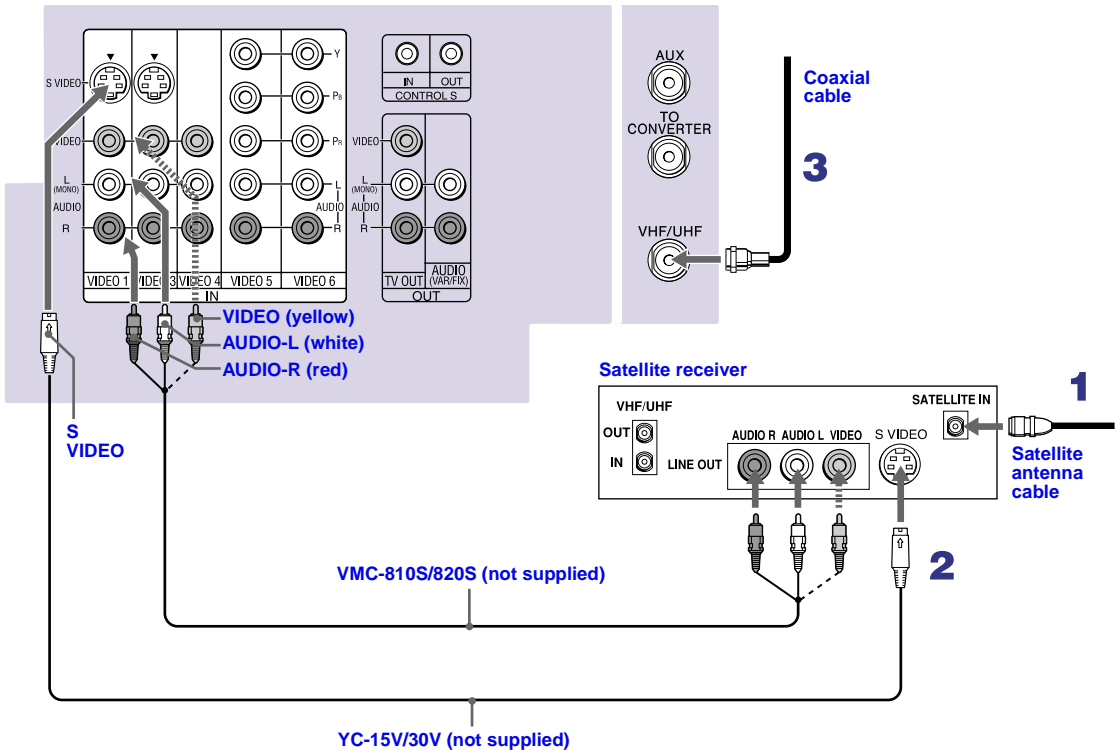 S VIDEO
VIDEO
L
(MONO)
AUDIO
R
Y
PB
PR
L
AUDIO
R
VIDEO 1
VIDEO 3
VIDEO 4
VIDEO 5
VIDEO 6
IN
IN
OUT
CONTROL S
VIDEO
L
(MONO)
AUDIO
R
TV OUT
AUDIO
(VAR/FIX)
OUT
AUX
TO
CONVERTER
VHF/UHF
Coaxial
cable
3
VIDEO (yellow)
AUDIO-L (white)
AUDIO-R (red)
S
VIDEO
Satellite receiver
VHF/UHF
OUT
IN
LINE OUT
AUDIO R
AUDIO L
VIDEO
S VIDEO
SATELLITE IN
1
Satellite
antenna
cable
2
VMC-810S/820S (not supplied)
YC-15V/30V (not supplied)